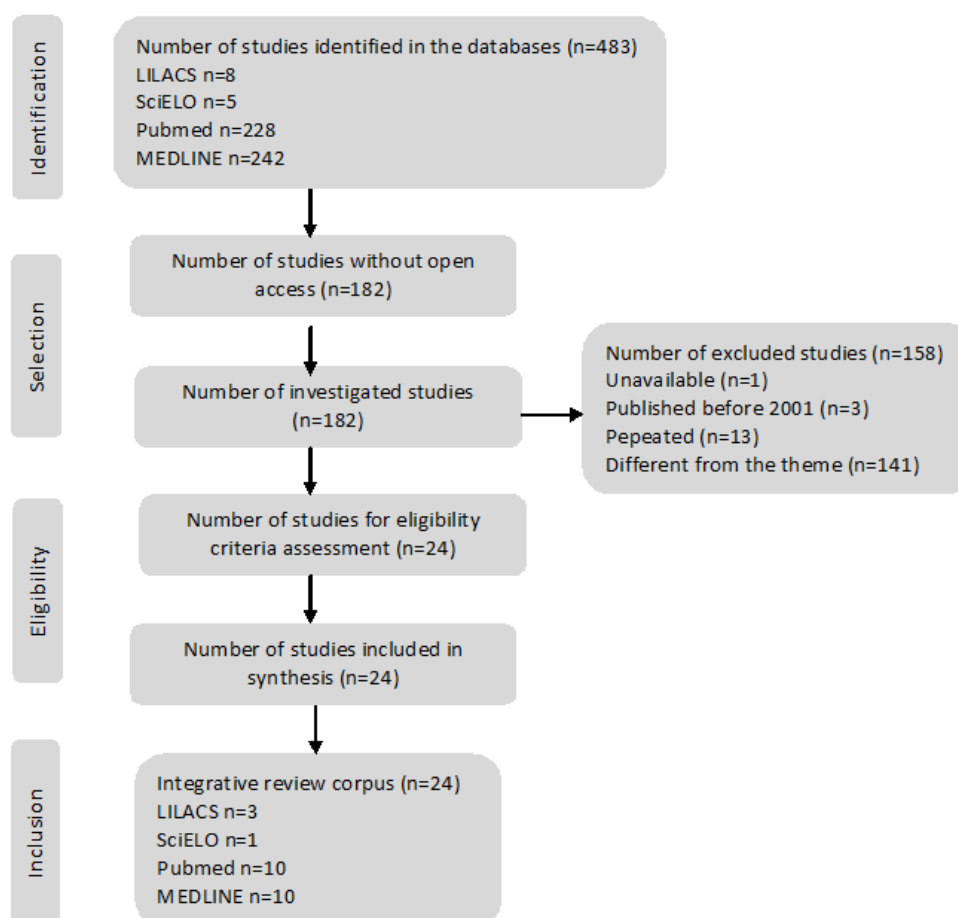 Identification
Number of studies identified in the databases (n=483)
LILACS n=8
SciELO n=5
Pubmed n=228
MEDLINE n=242
Selection
Number of studies without open
access (n=182)
Number of investigated studies
(n=182)
Number of excluded studies (n=158)
Unavailable (n=1)
Published before 2001 (n=3)
Pepeated (n=13)
Different from the theme (n=141)
Eligibility
Number of studies for eligibility
criteria assessment (n=24)
Number of studies included in
synthesis (n=24)
Inclusion
Integrative review corpus (n=24)
LILACS n=3
SciELO n=1
Pubmed n=10
MEDLINE n=10